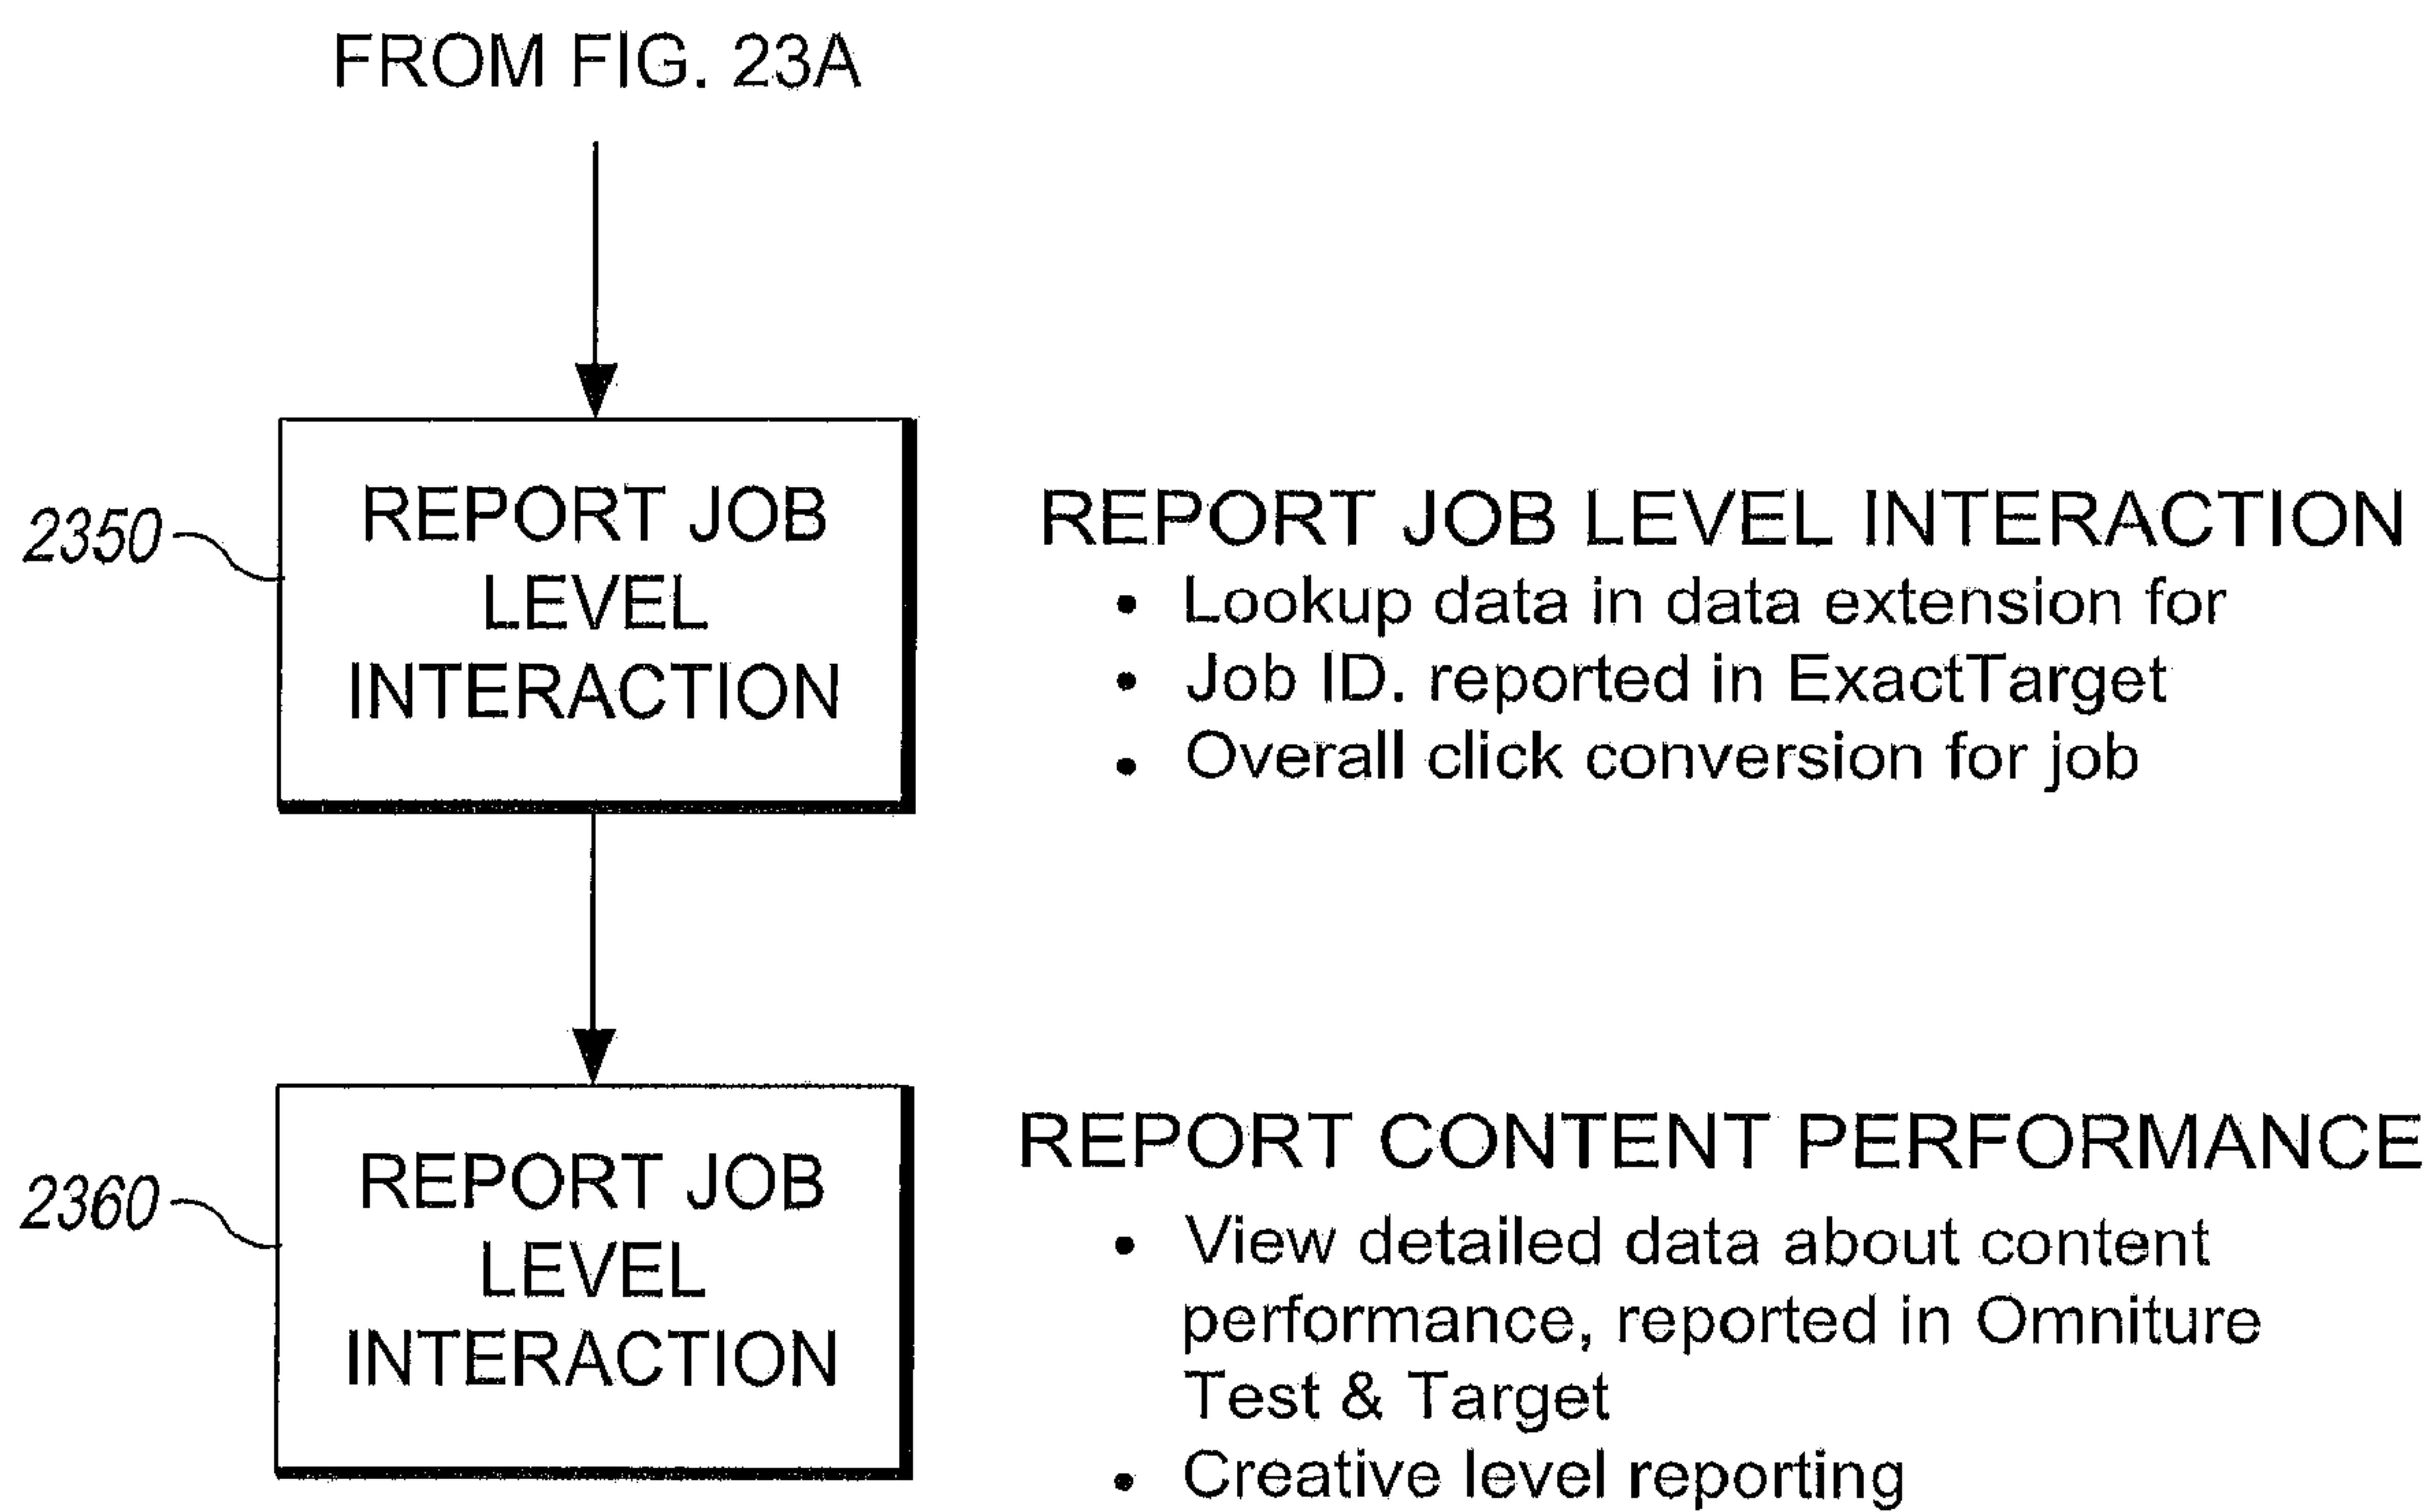 FROM FIG. 23A
2350
REPORT JOB
LEVEL
INTERACTION
REPORT JOB LEVEL INTERACTION
• Lookup data in data extension for
• Job ID. reported in ExactTarget
• Overall click conversion for job
2360
REPORT JOB
LEVEL
INTERACTION
REPORT CONTENT PERFORMANCE
• View detailed data about content
performance, reported in Omniture
Test & Target
• Creative level reporting